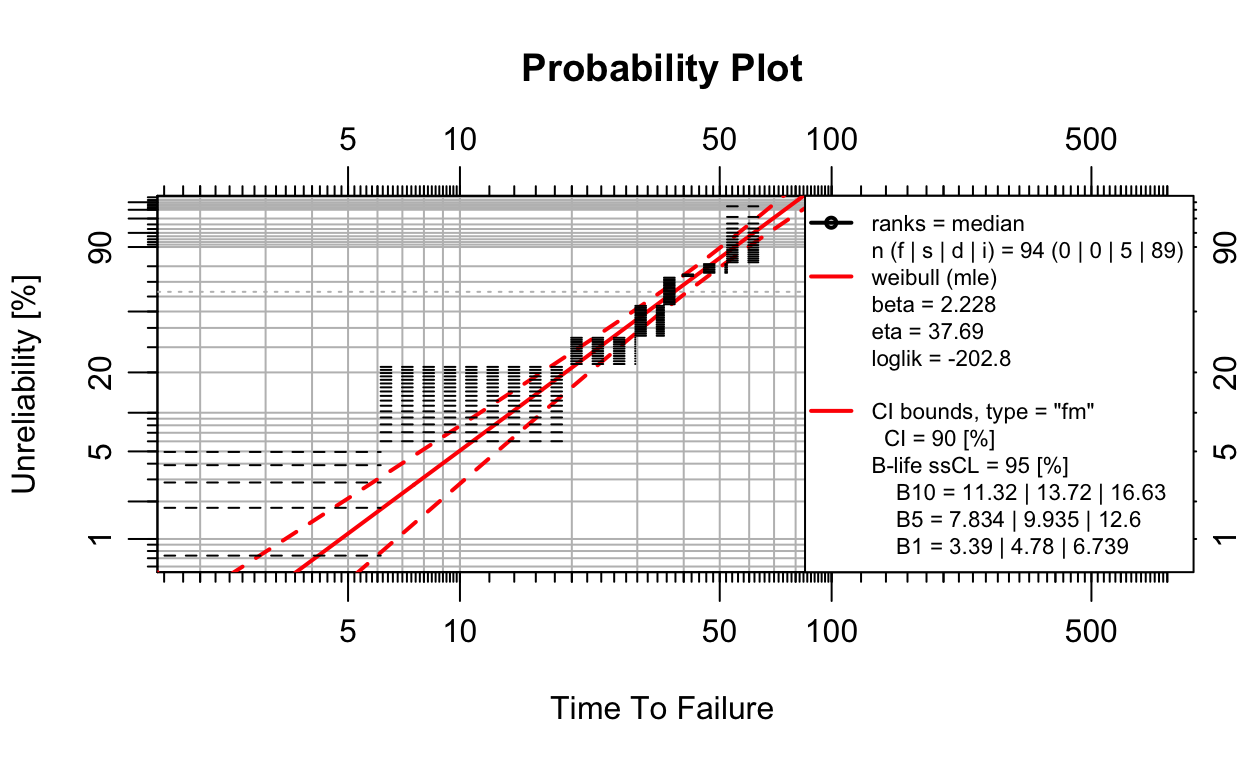 Probability Plot
5 10 50 100 500
Unreliability [%]
90
20
5
1
ranks = median
n (f | s | d | i) = 94 (0 | 0 | 5 | 89)
weibull (mle)
beta = 2.228
eta = 37.69
loglik = -202.8
CI bounds, type = "fm"
CI = 90 [%]
B-life ssCL = 95 [%]
B10 = 11.32 | 13.72 | 16.63
B5 = 7.834 | 9.935 | 12.6
B1 = 3.39 | 4.78 | 6.739
90
20
5
1
5 10 50 100 500
Time To Failure